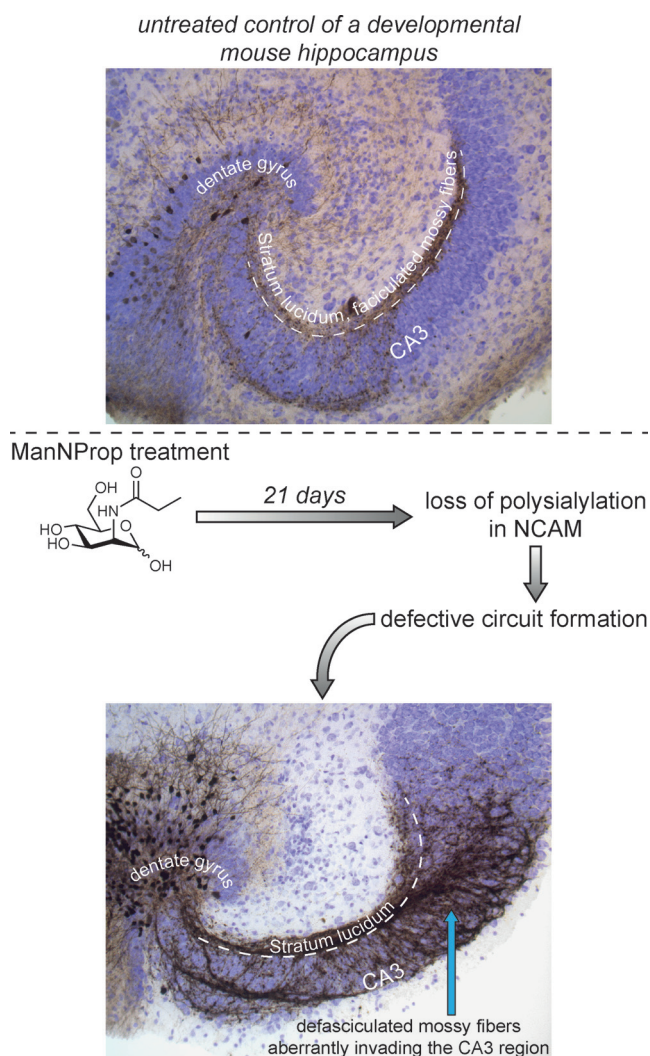 untreated control of a developmental
mouse hippocampus
dentate gyrus
Stratum lucidum, faciculated mossy fibers
CA3
ManNProp treatment
OH
O
HN
HO
O
HO
OH
21 days
loss of polysialylation
in NCAM
defective circuit formation
dentate gyrus
Stratum lucidum
CA3
defasciculated mossy fibers
aberrantly invading the CA3 region